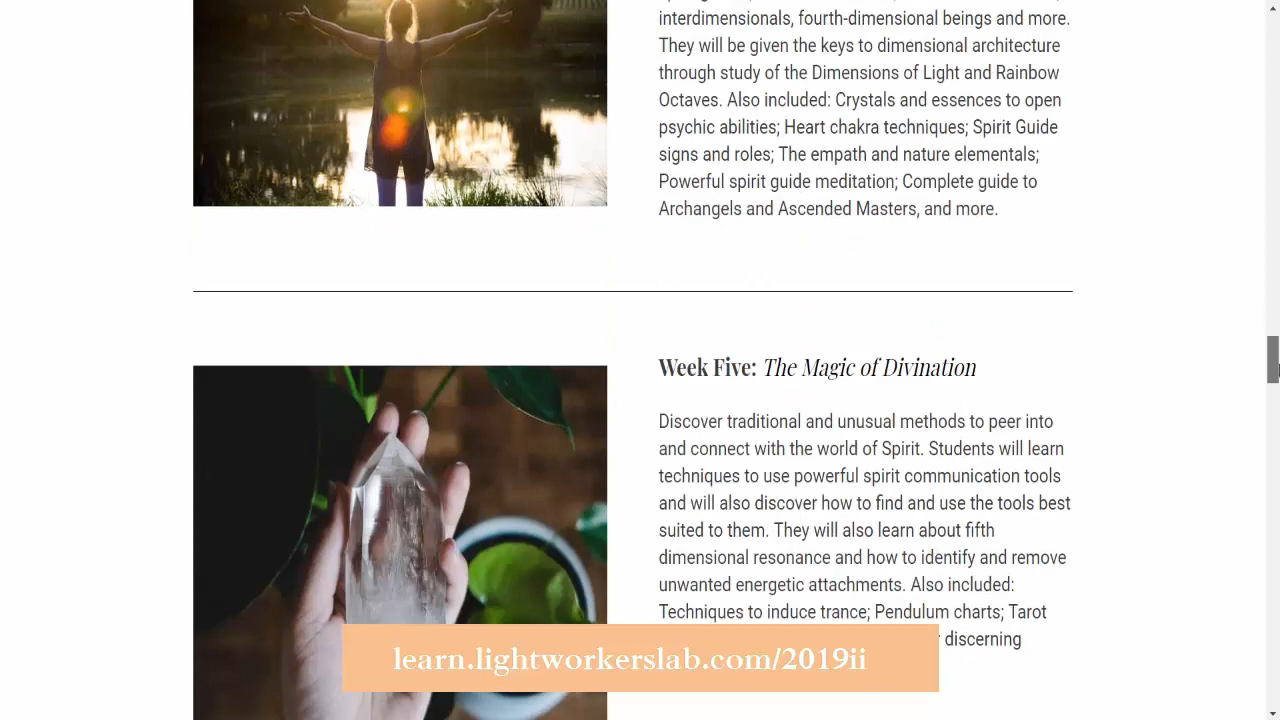 interdimensionals, fourth-dimensional beings and more.
They will be given the keys to dimensional architecture
through study of the Dimensions of Light and Rainbow
Octaves. Also included: Crystals and essences to open
psychic abilities; Heart chakra techniques; Spirit Guide
signs and roles; The empath and nature elementals;
Powerful spirit guide meditation; Complete guide to
Archangels and Ascended Masters, and more.
Week Five: The Magic of Divination
Discover traditional and unusual methods to peer into
and connect with the world of Spirit. Students will learn
techniques to use powerful spirit communication tools
and will also discover how to find and use the tools best
suited to them. They will also learn about fifth
dimensional resonance and how to identify and remove
unwanted energetic attachments. Also included:
Techniques to induce trance; Pendulum charts; Tarot
discerning
learn.lightworkerslab.com/2019ii